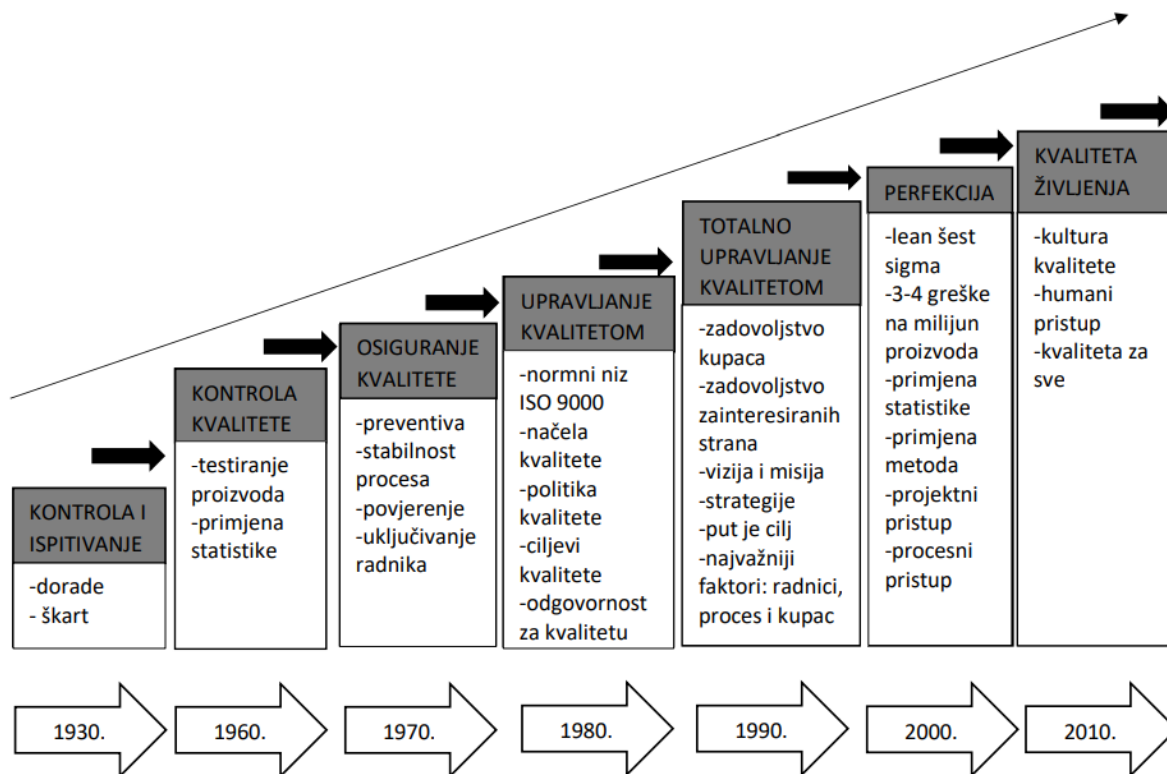 KONTROLA I
ISPITIVANJE
-dorade
- škart
KONTROLA
KVALITETE
-testiranje
proizvoda
-primjena
statistike
OSIGURANJE
KVALITETE
-preventiva
-stabilnost
procesa
-povjerenje
-uključivanje
radnika
UPRAVLJANJE
KVALITETOM
-normni niz
ISO 9000
-načela
kvalitete
-politika
kvalitete
-ciljevi
kvalitete
-odgovornost
za kvalitetu
TOTALNO
UPRAVLJANJE
KVALITETOM
-zadovoljstvo
kupaca
-zadovoljstvo
zainteresiranih
strana
-vizija i misija
-strategije
-put je cilj
-najvažniji
faktori: radnici,
proces i kupac
PERFEKCIJA
-lean šest
sigma
-3-4 greške
na milijun
proizvoda
-primjena
statistike
-primjena
metoda
-projektni
pristup
-procesni
pristup
KVALITETA
ŽIVLJENJA
-kultura
kvalitete
-humani
pristup
-kvaliteta za
sve
1930.
1960.
1970.
1980.
1990.
2000.
2010.